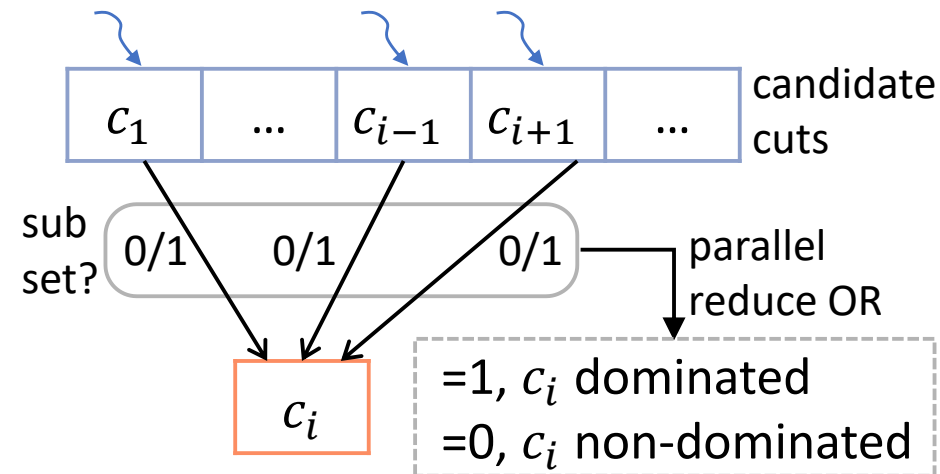 c₁ ... cᵢ₋₁ cᵢ₊₁ ...
candidate
cuts
sub
set?
0/1 0/1 0/1
parallel
reduce OR
cᵢ
=1, cᵢ dominated
=0, cᵢ non-dominated